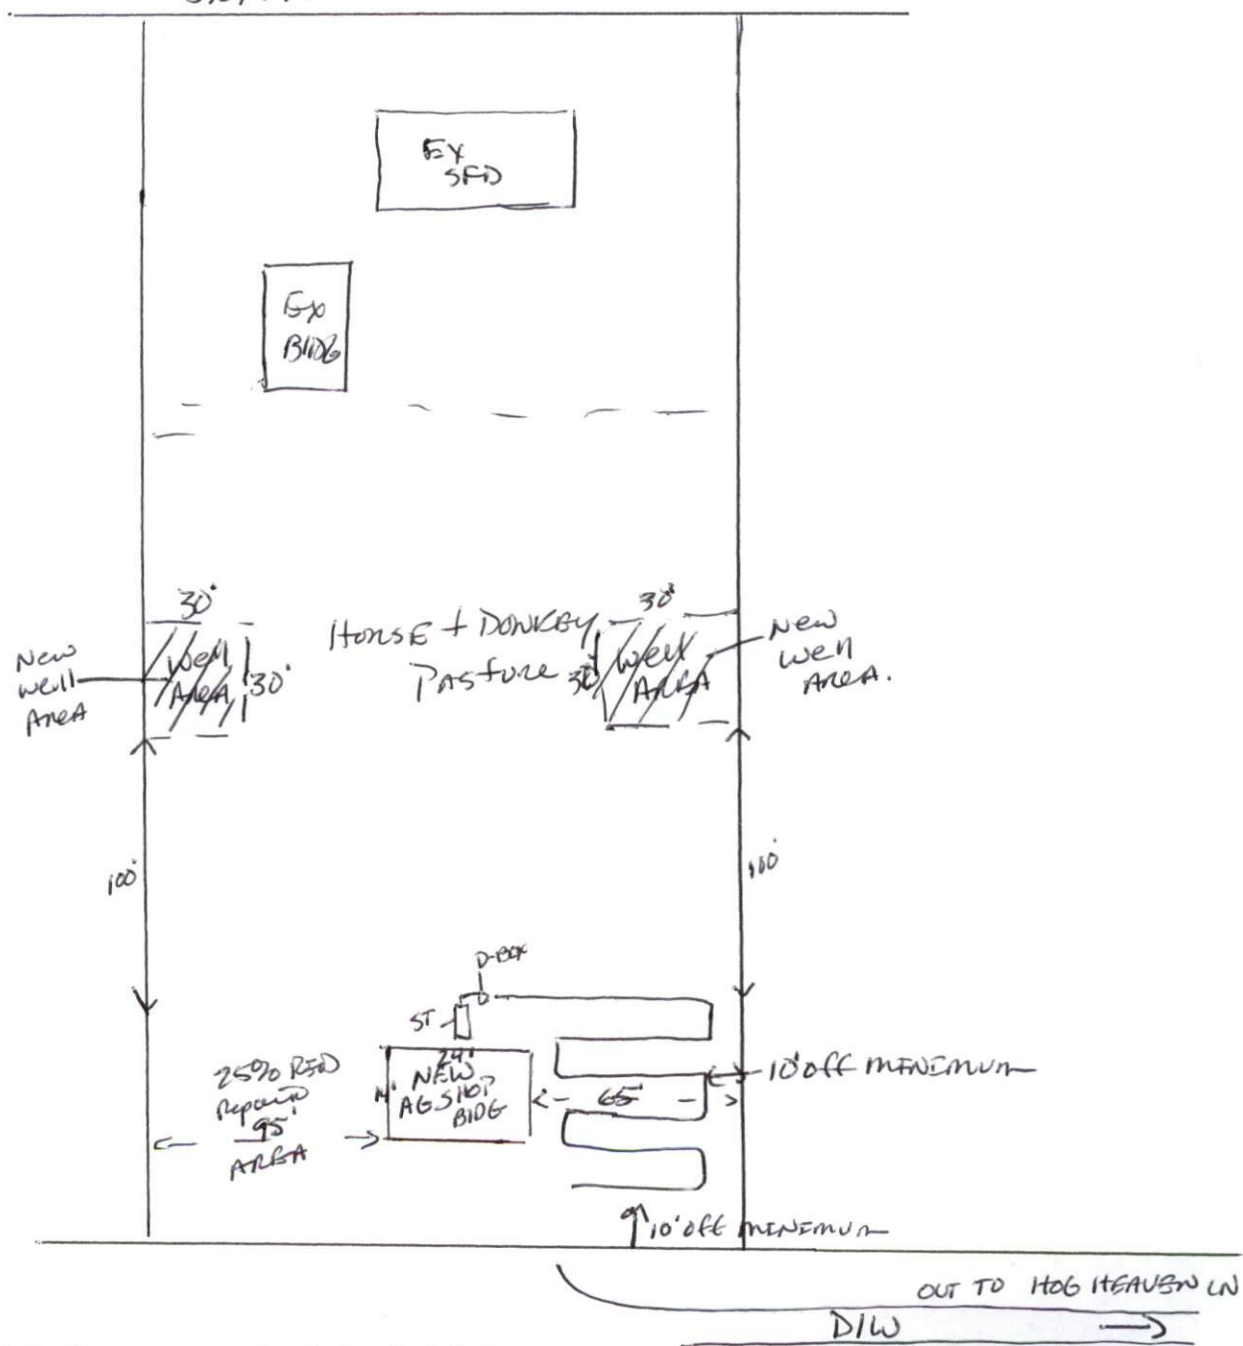 Ex
SFD
Ex
BlDG
30'
30'
HORSE + DONKEY
PASTURE
New
Well
Area
Well
Area
30'
30'
Well
AREA
New
Well
AREA.
100'
100'
D-BOX
ST
24'
NEW
AG. SHOP
BlDG
25% RED
Repair
95'
AREA
65'
10' off MINIMUM
10' off MINIMUM
OUT TO HOG HEAVEN LN
D/W